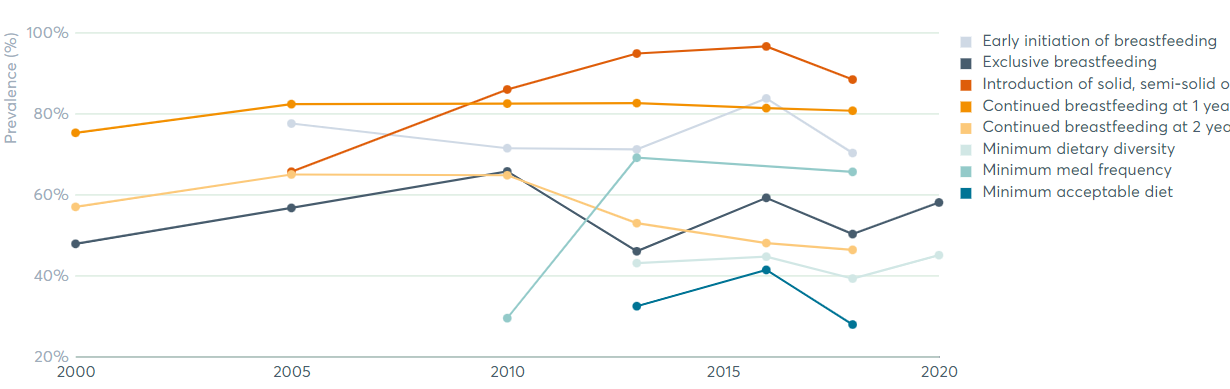 Prevalence (%)
100%
80%
60%
40%
20%
2000 2005 2010 2015 2020
Early initiation of breastfeeding
Exclusive breastfeeding
Introduction of solid, semi-solid o
Continued breastfeeding at 1 yea
Continued breastfeeding at 2 yea
Minimum dietary diversity
Minimum meal frequency
Minimum acceptable diet